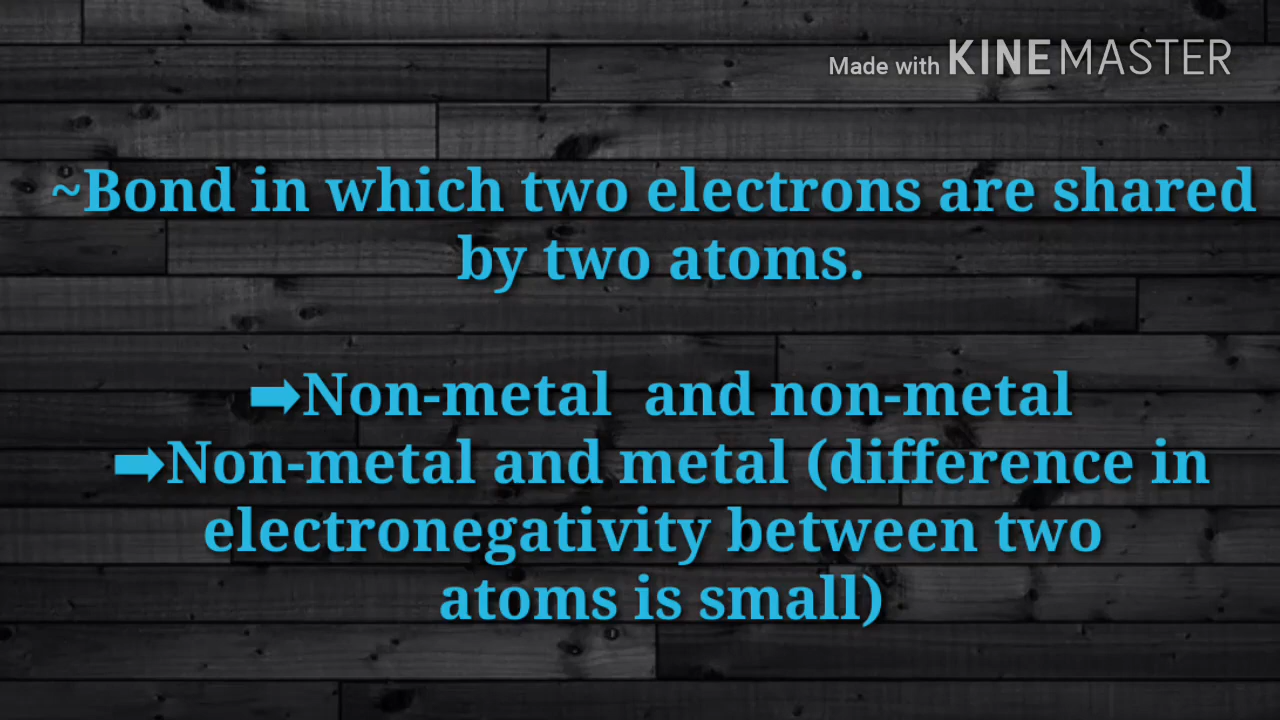 Made with KINEMASTER
~Bond in which two electrons are shared
by two atoms.
➡Non-metal and non-metal
➡Non-metal and metal (difference in
electronegativity between two
atoms is small)